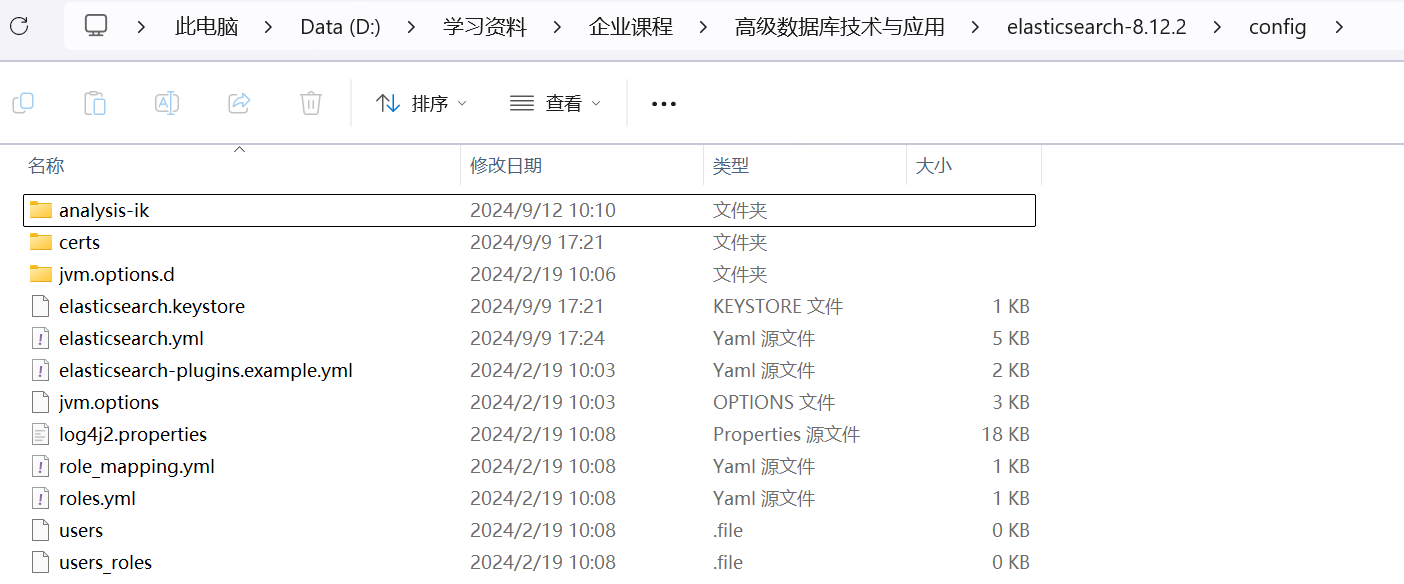 此电脑 > Data (D:) > 学习资料 > 企业课程 > 高级数据库技术与应用 > elasticsearch-8.12.2 > config >
排序 查看
名称 修改日期 类型 大小
analysis-ik 2024/9/12 10:10 文件夹
certs 2024/9/9 17:21 文件夹
jvm.options.d 2024/2/19 10:06 文件夹
elasticsearch.keystore 2024/9/9 17:21 KEYSTORE 文件 1 KB
elasticsearch.yml 2024/9/9 17:24 Yaml 源文件 5 KB
elasticsearch-plugins.example.yml 2024/2/19 10:03 Yaml 源文件 2 KB
jvm.options 2024/2/19 10:03 OPTIONS 文件 3 KB
log4j2.properties 2024/2/19 10:08 Properties 源文件 18 KB
role_mapping.yml 2024/2/19 10:08 Yaml 源文件 1 KB
roles.yml 2024/2/19 10:08 Yaml 源文件 1 KB
users 2024/2/19 10:08 .file 0 KB
users_roles 2024/2/19 10:08 .file 0 KB